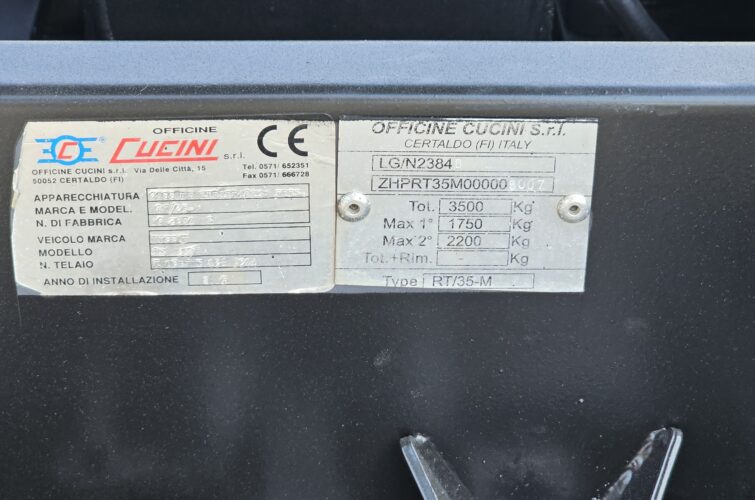 OFFICINE
CUCINI s.r.l.
CE
OFFICINE CUCINI s.r.l. Via Delle Città, 15
50052 CERTALDO (FI)
Tel. 0571/ 652351
Fax 0571/ 666728
APPARECCHIATURA
MARCA E MODEL.
N. DI FABBRICA
VEICOLO MARCA
MODELLO
N. TELAIO
ANNO DI INSTALLAZIONE
OFFICINE CUCINI S.r.l.
CERTALDO (FI) ITALY
Tot. 3500 Kg
Max 1° 1750 Kg
Max 2° 2200 Kg
Tot.+Rim. - Kg
Type RT/35-M